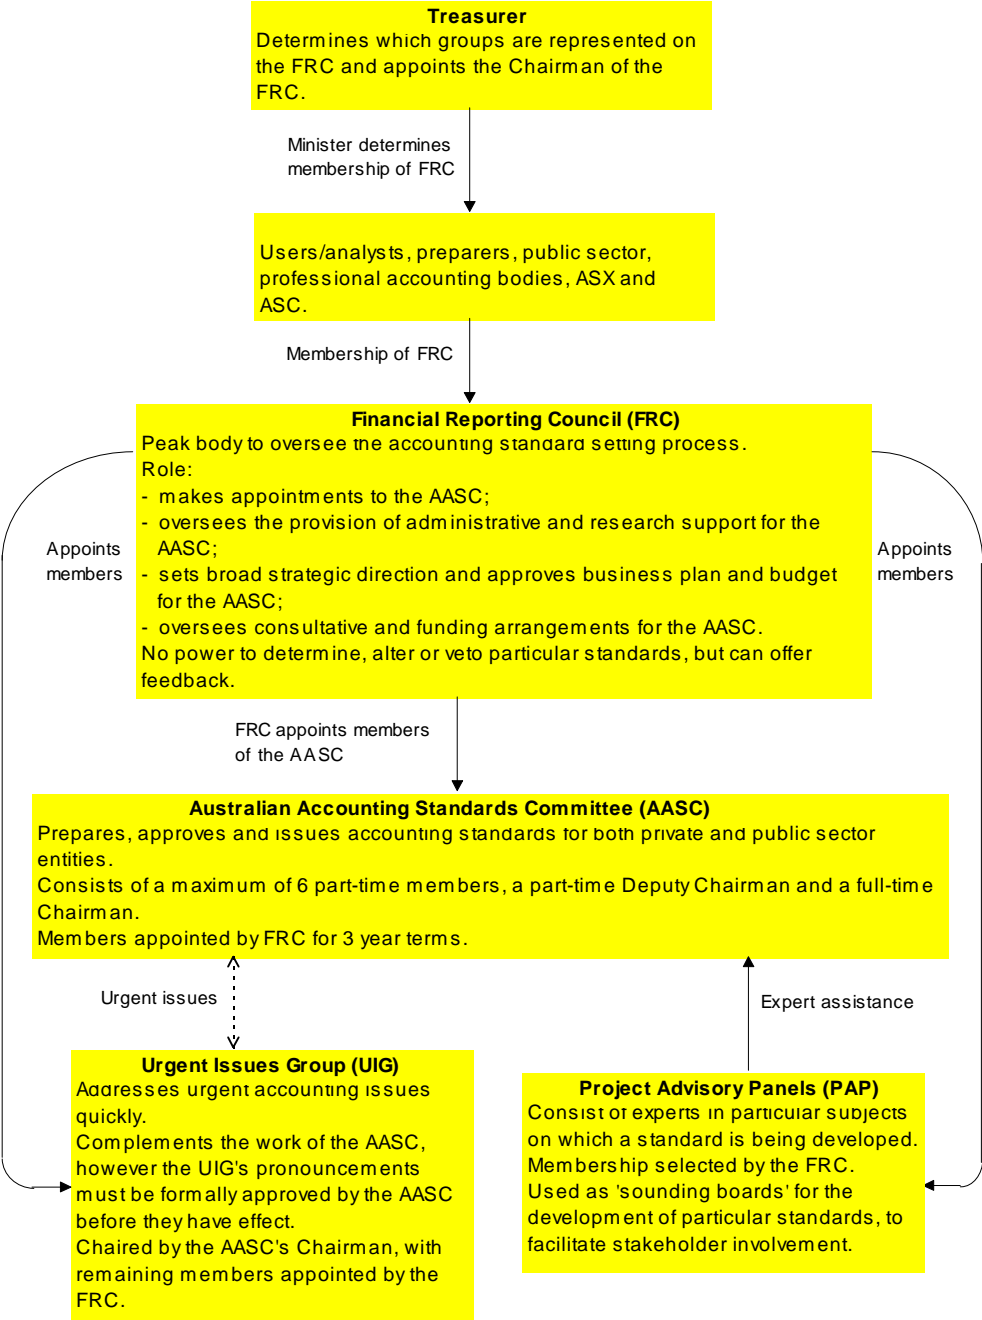 Treasurer
Determines which groups are represented on
the FRC and appoints the Chairman of the
FRC.
Minister determines
membership of FRC
Users/analysts, preparers, public sector,
professional accounting bodies, ASX and
ASC.
Membership of FRC
Financial Reporting Council (FRC)
Peak body to oversee the accounting standard setting process.
Role:
- makes appointments to the AASC;
- oversees the provision of administrative and research support for the
AASC;
- sets broad strategic direction and approves business plan and budget
for the AASC;
- oversees consultative and funding arrangements for the AASC.
No power to determine, alter or veto particular standards, but can offer
feedback.
Appoints
members
Appoints
members
FRC appoints members
of the AASC
Australian Accounting Standards Committee (AASC)
Prepares, approves and issues accounting standards for both private and public sector
entities.
Consists of a maximum of 6 part-time members, a part-time Deputy Chairman and a full-time
Chairman.
Members appointed by FRC for 3 year terms.
Urgent issues
Expert assistance
Urgent Issues Group (UIG)
Addresses urgent accounting issues
quickly.
Complements the work of the AASC,
however the UIG's pronouncements
must be formally approved by the AASC
before they have effect.
Chaired by the AASC's Chairman, with
remaining members appointed by the
FRC.
Project Advisory Panels (PAP)
Consist of experts in particular subjects
on which a standard is being developed.
Membership selected by the FRC.
Used as 'sounding boards' for the
development of particular standards, to
facilitate stakeholder involvement.